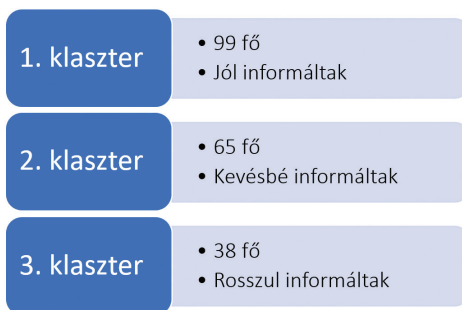 1. klaszter
• 99 fő
• Jól informáltak
2. klaszter
• 65 fő
• Kevésbé informáltak
3. klaszter
• 38 fő
• Rosszul informáltak